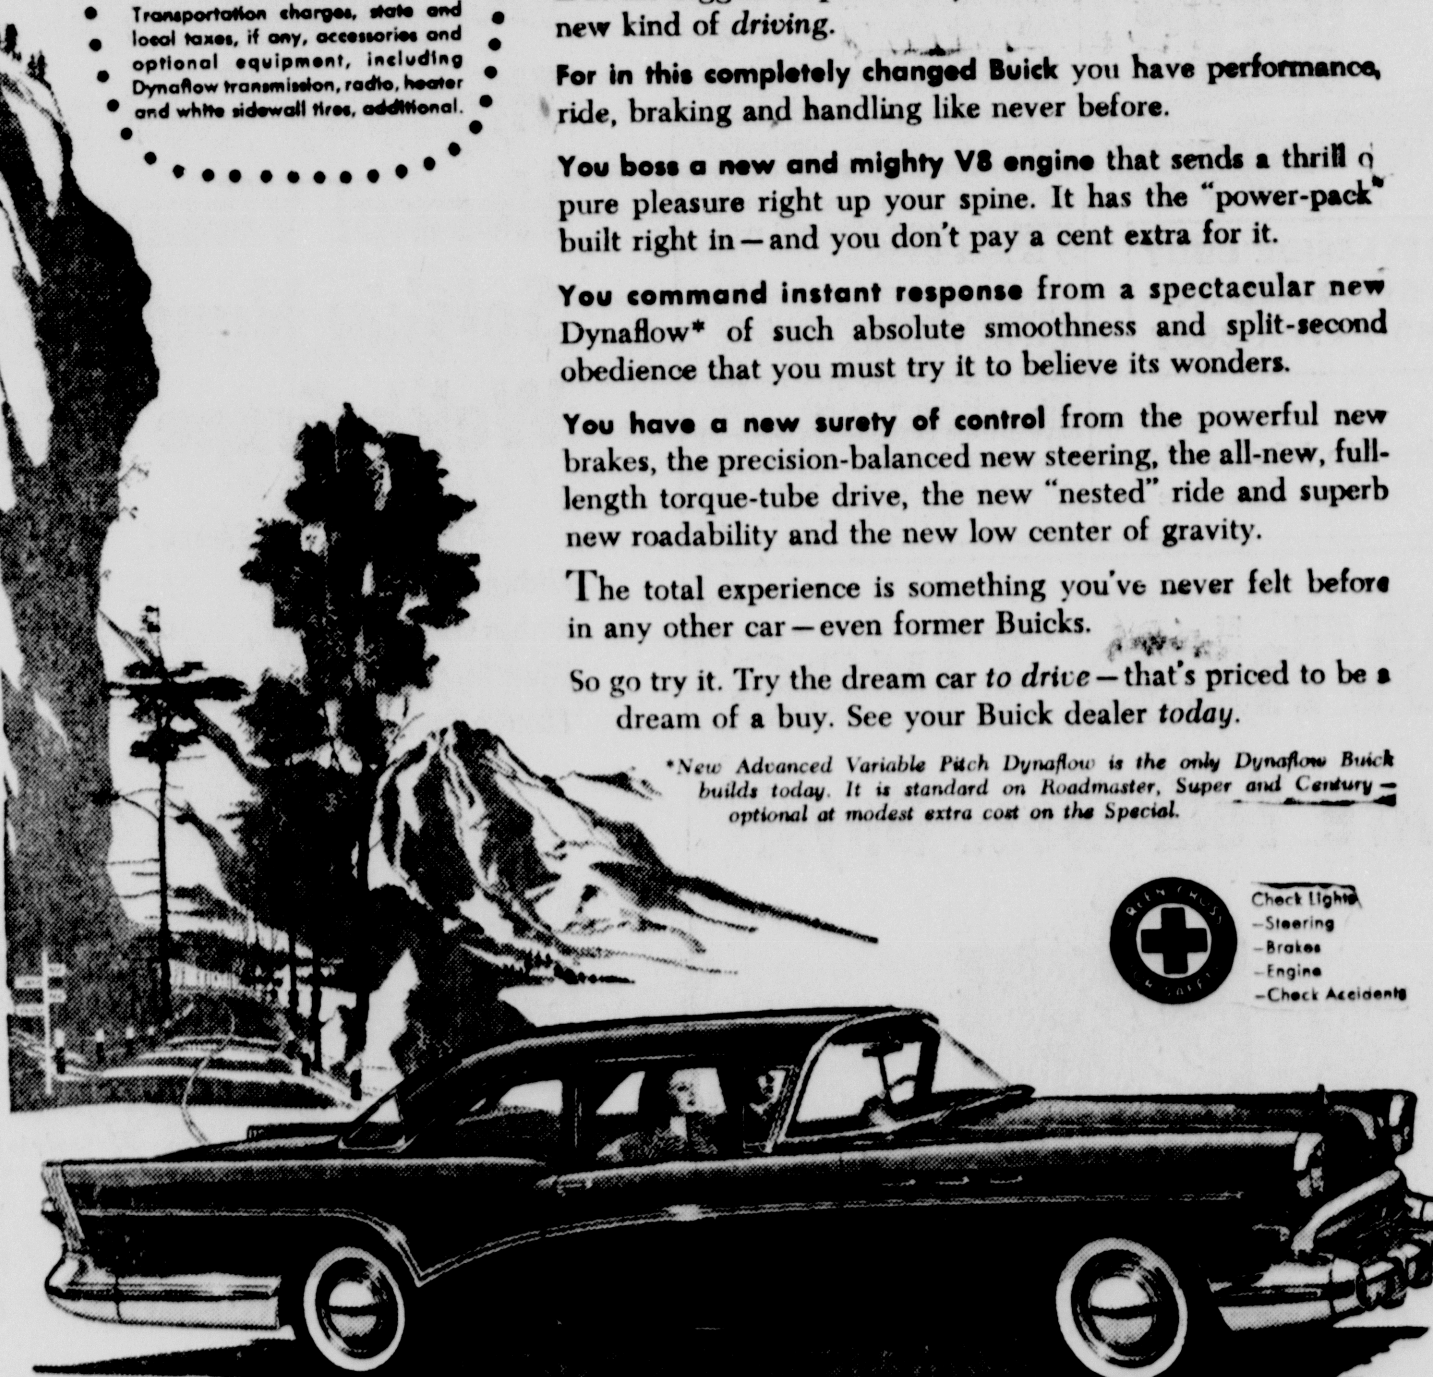 Transportation charges, state and
local taxes, if any, accessories and
optional equipment, including
Dynaflow transmission, radio, heater
and white sidewall tires, additional.
new kind of driving.
For in this completely changed Buick you have performance,
ride, braking and handling like never before.
You boss a new and mighty V8 engine that sends a thrill
pure pleasure right up your spine. It has the "power-pack"
built right in—and you don't pay a cent extra for it.
You command instant response from a spectacular new
Dynaflow* of such absolute smoothness and split-second
obedience that you must try it to believe its wonders.
You have a new surety of control from the powerful new
brakes, the precision-balanced new steering, the all-new, full-
length torque-tube drive, the new "nested" ride and superb
new roadability and the new low center of gravity.
The total experience is something you've never felt before
in any other car—even former Buicks.
So go try it. Try the dream car to drive—that's priced to be a
dream of a buy. See your Buick dealer today.
*New Advanced Variable Pitch Dynaflow is the only Dynaflow Buick
builds today. It is standard on Roadmaster, Super and Century—
optional at modest extra cost on the Special.
Check Lights
—Steering
—Brakes
—Engine
—Check Accidents